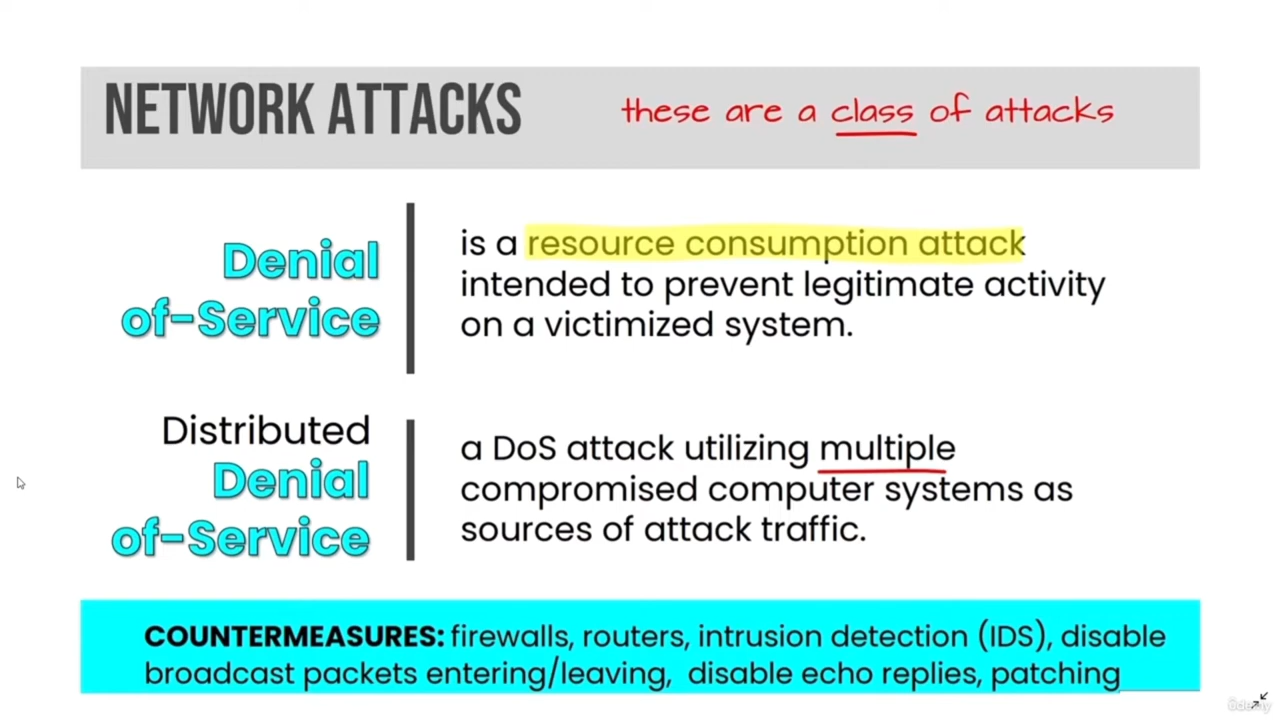 NETWORK ATTACKS
these are a class of attacks
Denial
of-Service
is a resource consumption attack
intended to prevent legitimate activity
on a victimized system.
Distributed
Denial
of-Service
a DoS attack utilizing multiple
compromised computer systems as
sources of attack traffic.
COUNTERMEASURES: firewalls, routers, intrusion detection (IDS), disable
broadcast packets entering/leaving, disable echo replies, patching
ûdemy